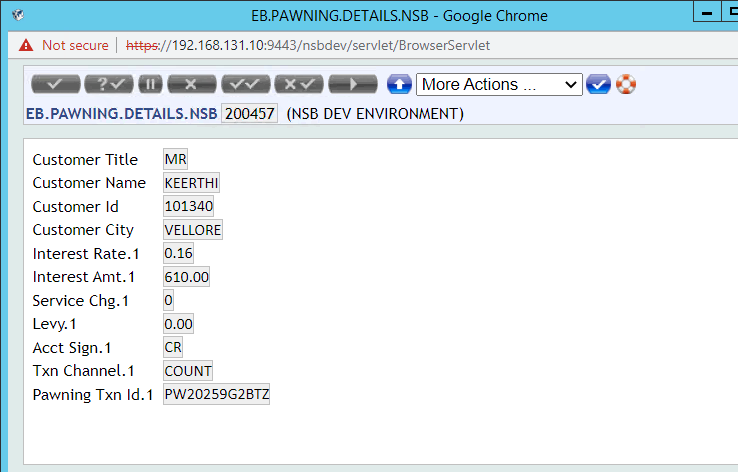 EB.PAWNING.DETAILS.NSB - Google Chrome
Not secure https://192.168.131.10:9443/nsbdev/servlet/BrowserServlet
More Actions ...
EB.PAWNING.DETAILS.NSB 200457 (NSB DEV ENVIRONMENT)
Customer Title MR
Customer Name KEERTHI
Customer Id 101340
Customer City VELLORE
Interest Rate.1 0.16
Interest Amt.1 610.00
Service Chg.1 0
Levy.1 0.00
Acct Sign.1 CR
Txn Channel.1 COUNT
Pawning Txn Id.1 PW20259G2BTZ